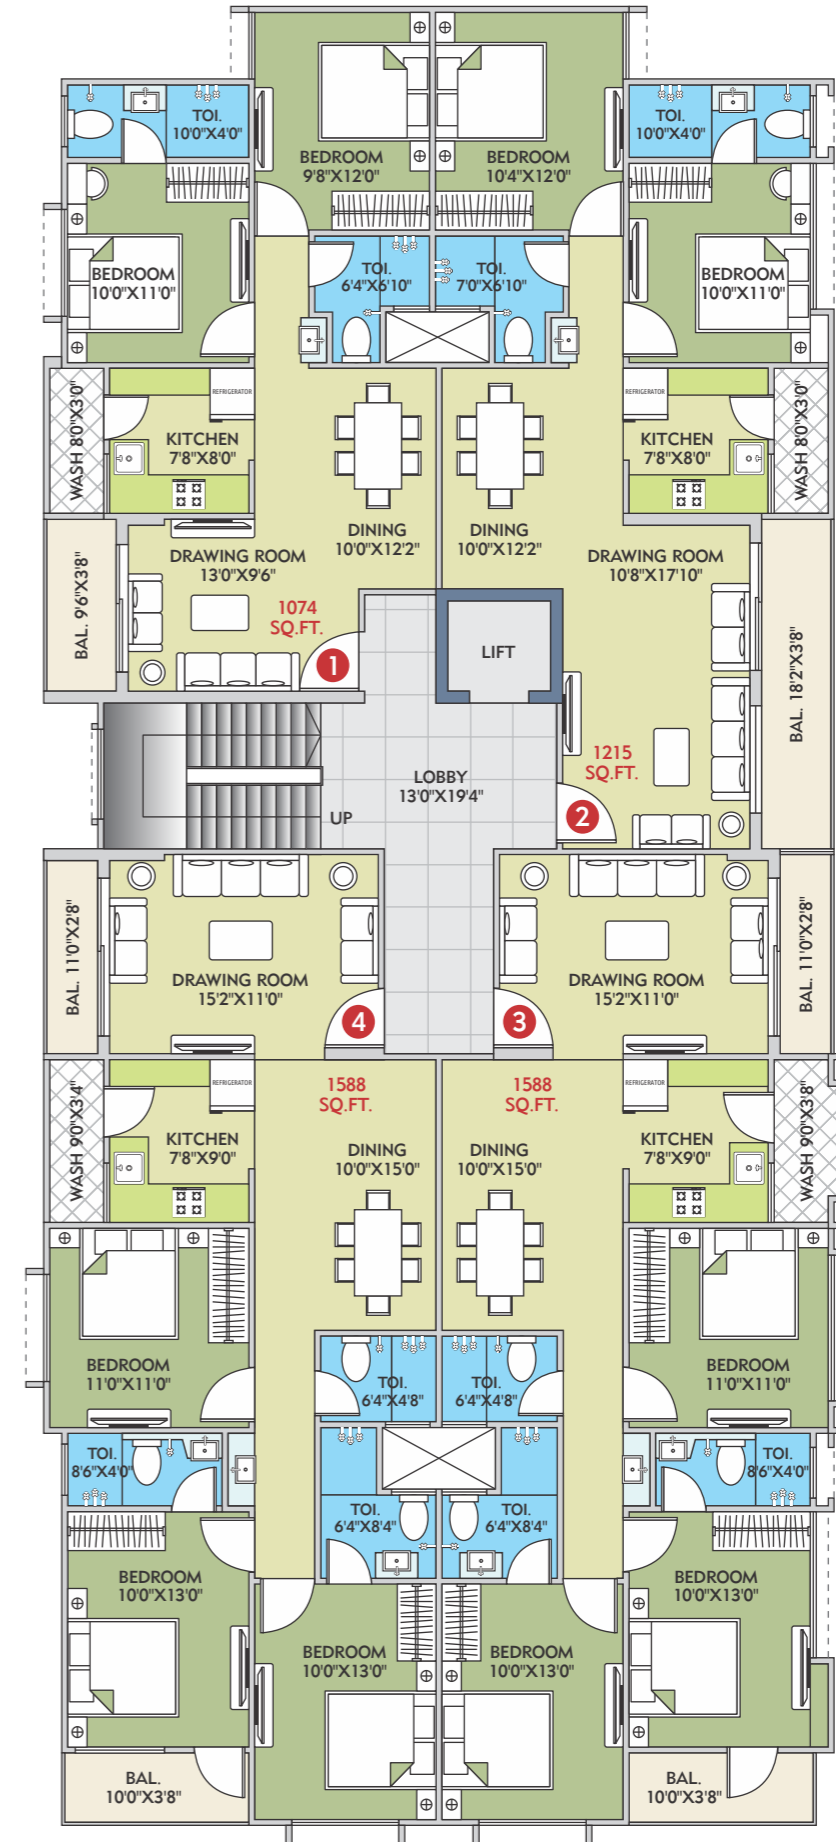 TOI.
10'0"X4'0"
BEDROOM
9'8"X12'0"
BEDROOM
10'4"X12'0"
TOI.
10'0"X4'0"
BEDROOM
10'0"X11'0"
TOI.
6'4"X6'10"
TOI.
7'0"X6'10"
BEDROOM
10'0"X11'0"
WASH 8'0"X3'0"
REFRIGERATOR
KITCHEN
7'8"X8'0"
REFRIGERATOR
KITCHEN
7'8"X8'0"
WASH 8'0"X3'0"
DINING
10'0"X12'2"
DINING
10'0"X12'2"
BAL. 9'6"X3'8"
DRAWING ROOM
13'0"X9'6"
1074
SQ.FT.
1
LIFT
DRAWING ROOM
10'8"X17'10"
BAL. 18'2"X3'8"
1215
SQ.FT.
2
LOBBY
13'0"X19'4"
UP
BAL. 11'0"X2'8"
DRAWING ROOM
15'2"X11'0"
4
3
DRAWING ROOM
15'2"X11'0"
BAL. 11'0"X2'8"
WASH 9'0"X3'4"
REFRIGERATOR
KITCHEN
7'8"X9'0"
1588
SQ.FT.
DINING
10'0"X15'0"
1588
SQ.FT.
DINING
10'0"X15'0"
REFRIGERATOR
KITCHEN
7'8"X9'0"
WASH 9'0"X3'8"
BEDROOM
11'0"X11'0"
TOI.
6'4"X4'8"
TOI.
6'4"X4'8"
BEDROOM
11'0"X11'0"
TOI.
8'6"X4'0"
TOI.
6'4"X8'4"
TOI.
6'4"X8'4"
TOI.
8'6"X4'0"
BEDROOM
10'0"X13'0"
BEDROOM
10'0"X13'0"
BEDROOM
10'0"X13'0"
BEDROOM
10'0"X13'0"
BAL.
10'0"X3'8"
BAL.
10'0"X3'8"